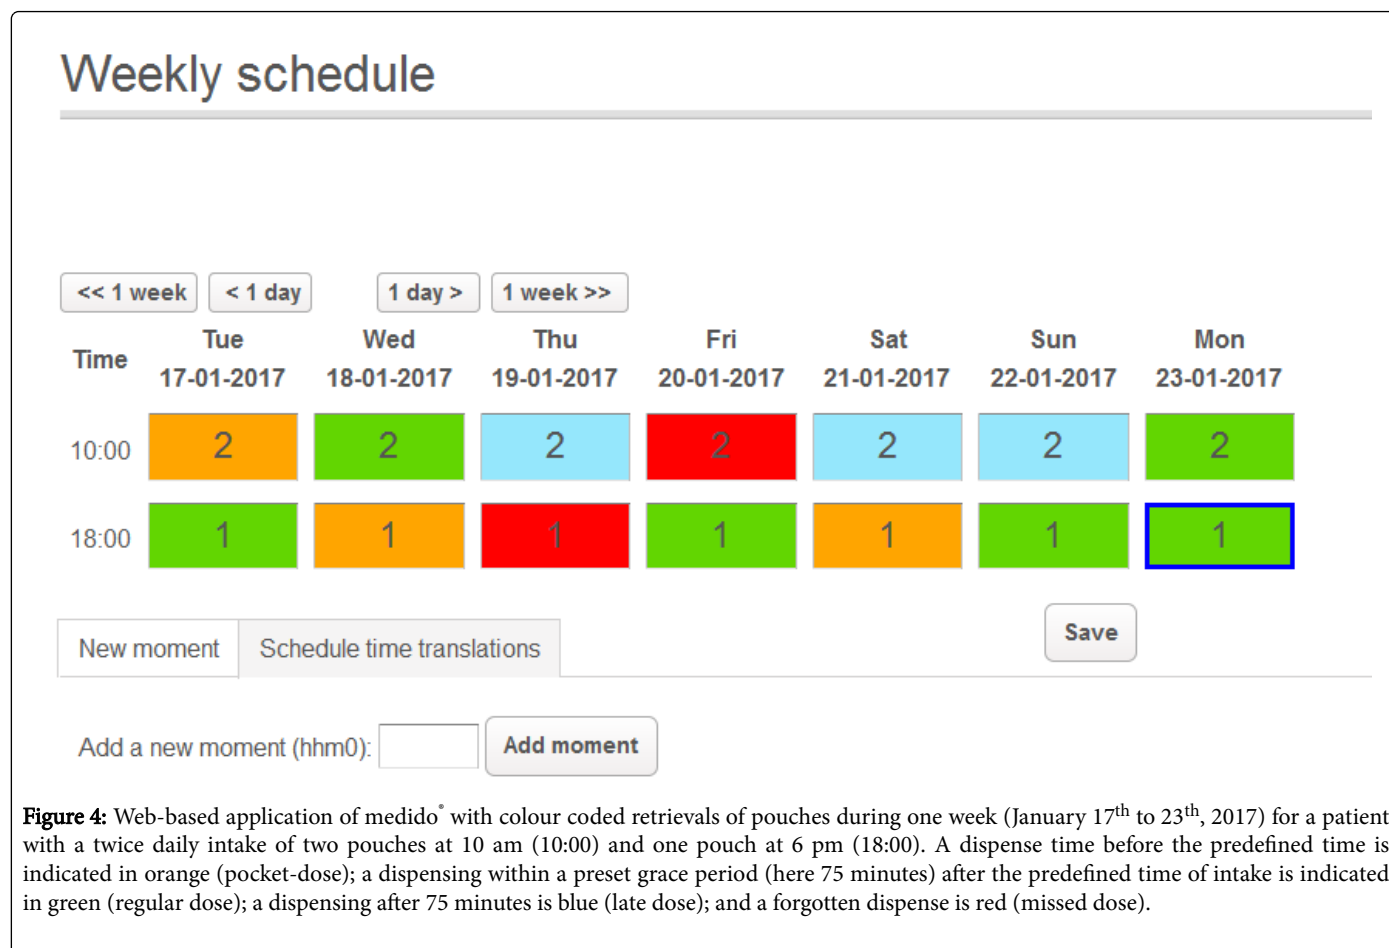 Weekly schedule
<< 1 week < 1 day 1 day > 1 week >>
Time Tue Wed Thu Fri Sat Sun Mon
17-01-2017 18-01-2017 19-01-2017 20-01-2017 21-01-2017 22-01-2017 23-01-2017
10:00 2 2 2 2 2 2 2
18:00 1 1 1 1 1 1 1
Save
New moment Schedule time translations
Add a new moment (hhm0): Add moment
Figure 4: Web-based application of medido® with colour coded retrievals of pouches during one week (January 17th to 23th, 2017) for a patient
with a twice daily intake of two pouches at 10 am (10:00) and one pouch at 6 pm (18:00). A dispense time before the predefined time is
indicated in orange (pocket-dose); a dispensing within a preset grace period (here 75 minutes) after the predefined time of intake is indicated
in green (regular dose); a dispensing after 75 minutes is blue (late dose); and a forgotten dispense is red (missed dose).